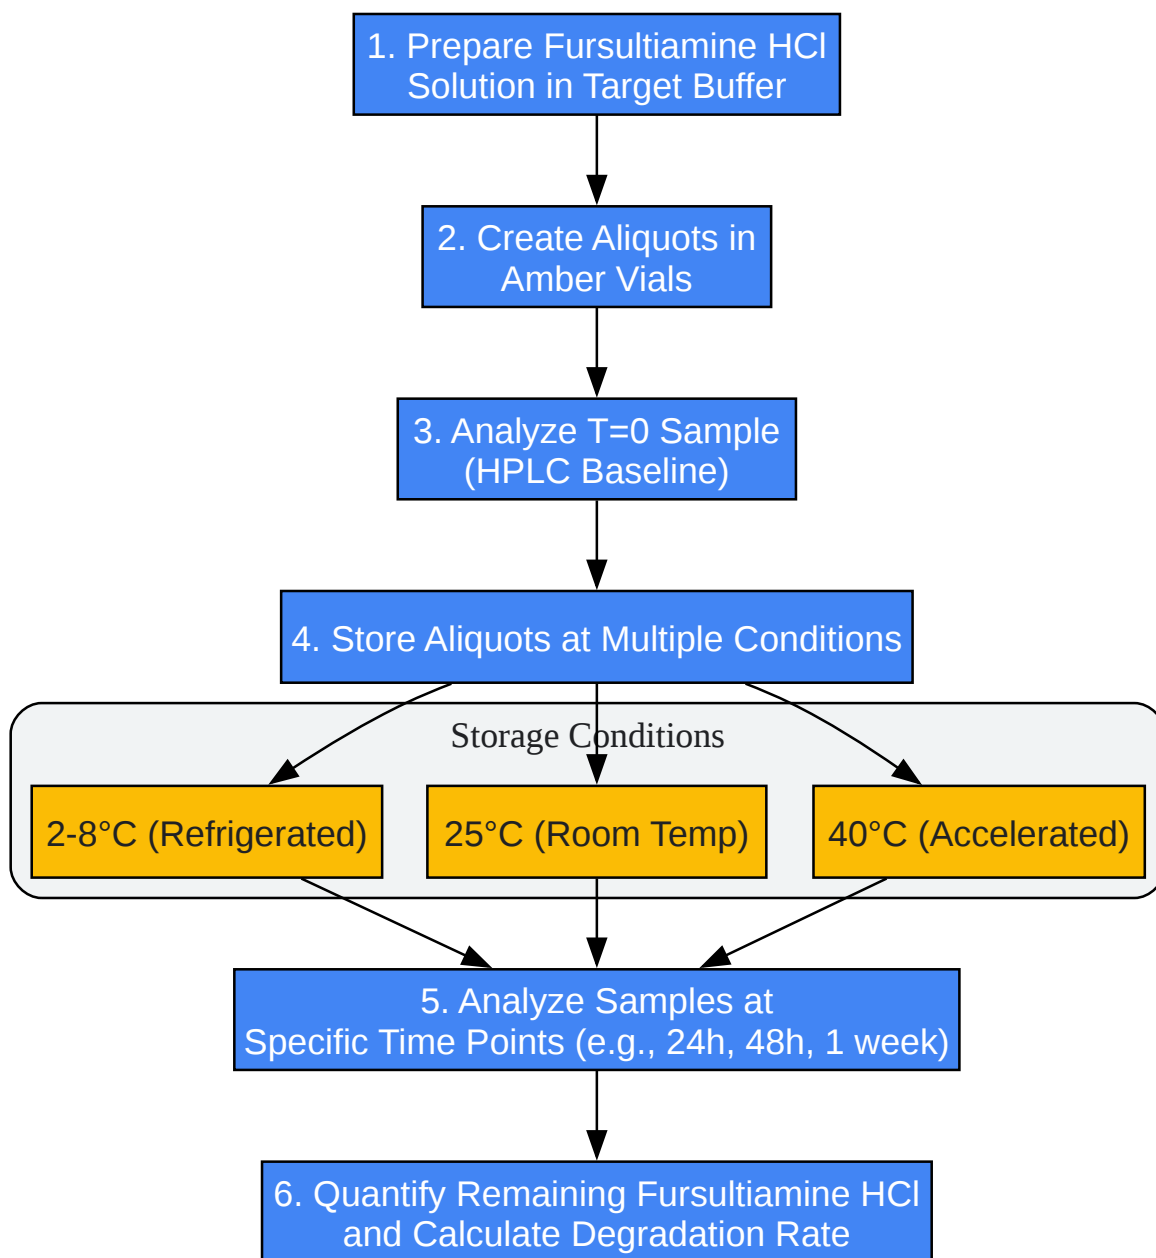 1. Prepare Fursultiamine HCl
Solution in Target Buffer
2. Create Aliquots in
Amber Vials
3. Analyze T=0 Sample
(HPLC Baseline)
4. Store Aliquots at Multiple Conditions
Storage Conditions
2-8°C (Refrigerated)
25°C (Room Temp)
40°C (Accelerated)
5. Analyze Samples at
Specific Time Points (e.g., 24h, 48h, 1 week)
6. Quantify Remaining Fursultiamine HCl
and Calculate Degradation Rate